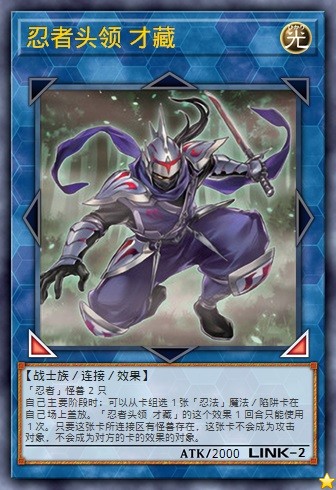 忍者头领 才藏
光
【战士族／连接／效果】
「忍者」怪兽 2 只
自己主要阶段时：可以从卡组选 1 张「忍法」魔法／陷阱卡在
自己场上盖放。「忍者头领 才藏」的这个效果 1 回合只能使用
1 次。只要这张卡所连接区有怪兽存在，这张卡不会成为攻击
对象，不会成为对方的卡的效果的对象。
ATK/2000 LINK-2